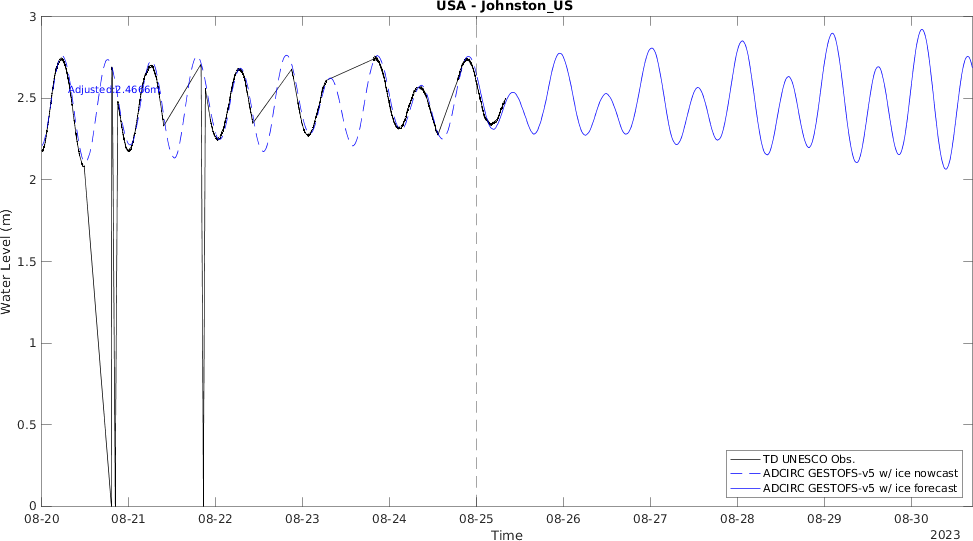 USA - Johnston_US
3
2.5
2
1.5
1
0.5
0
Water Level (m)
Adjusted:2.4666m
TD UNESCO Obs.
ADCIRC GESTOFS-v5 w/ ice nowcast
ADCIRC GESTOFS-v5 w/ ice forecast
08-20 08-21 08-22 08-23 08-24 08-25 08-26 08-27 08-28 08-29 08-30
Time
2023